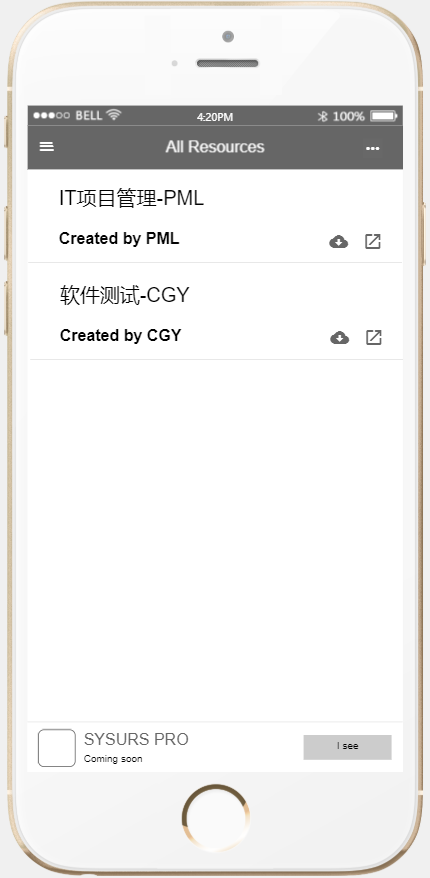 BELL 4:20PM 100%
All Resources
IT项目管理-PML
Created by PML
软件测试-CGY
Created by CGY
SYSURS PRO
Coming soon
I see